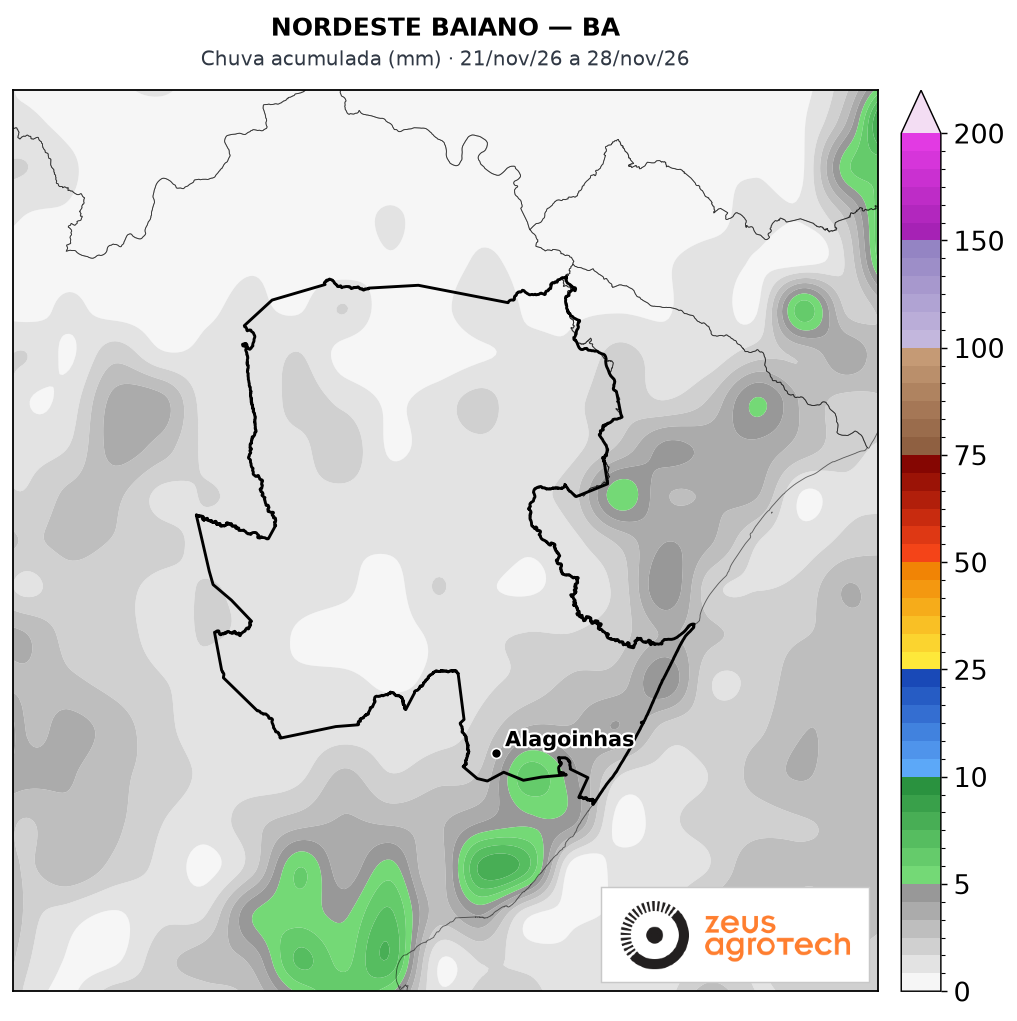 NORDESTE BAIANO — BA
Chuva acumulada (mm) · 21/nov/26 a 28/nov/26
200
150
100
75
50
25
10
5
0
Alagoinhas
zeus
agrotech